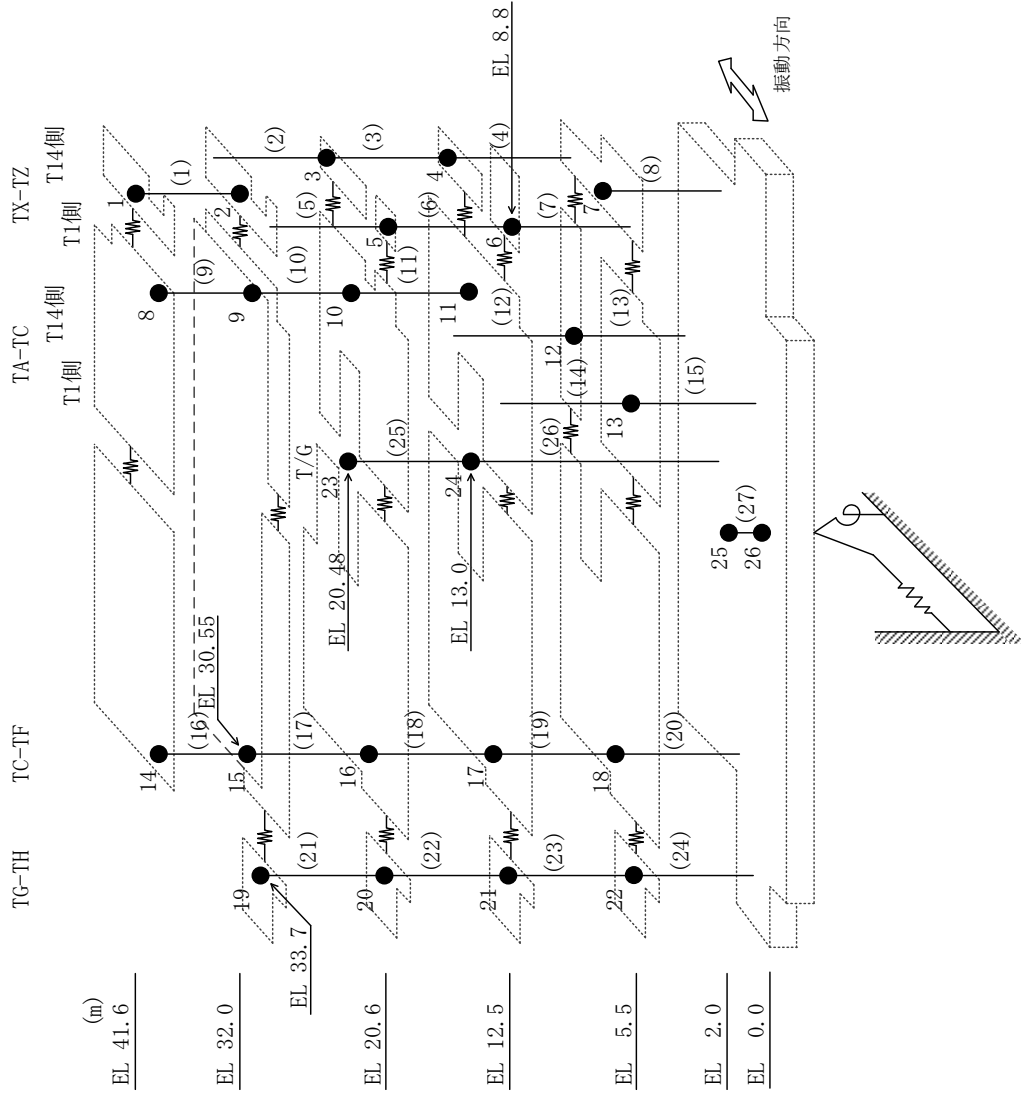 TG-TH
TC-TF
TA-TC
T1側
T14側
TX-TZ
T1側
T14側
(m)
EL 41.6
EL 32.0
EL 20.6
EL 12.5
EL 5.5
EL 2.0
EL 0.0
1
(1)
2
(2)
3
(3)
4
(4)
5
(5)
6
(6)
(7)
7
(8)
EL 8.8
8
(9)
9
(10)
10
(11)
11
(12)
12
(13)
(14)
13
(15)
T/G
23
(25)
24
(26)
EL 20.48
EL 13.0
25
26
(27)
14
(16)
EL 30.55
15
(17)
16
(18)
17
(19)
18
(20)
19
(21)
EL 33.7
20
(22)
21
(23)
22
(24)
振動方向